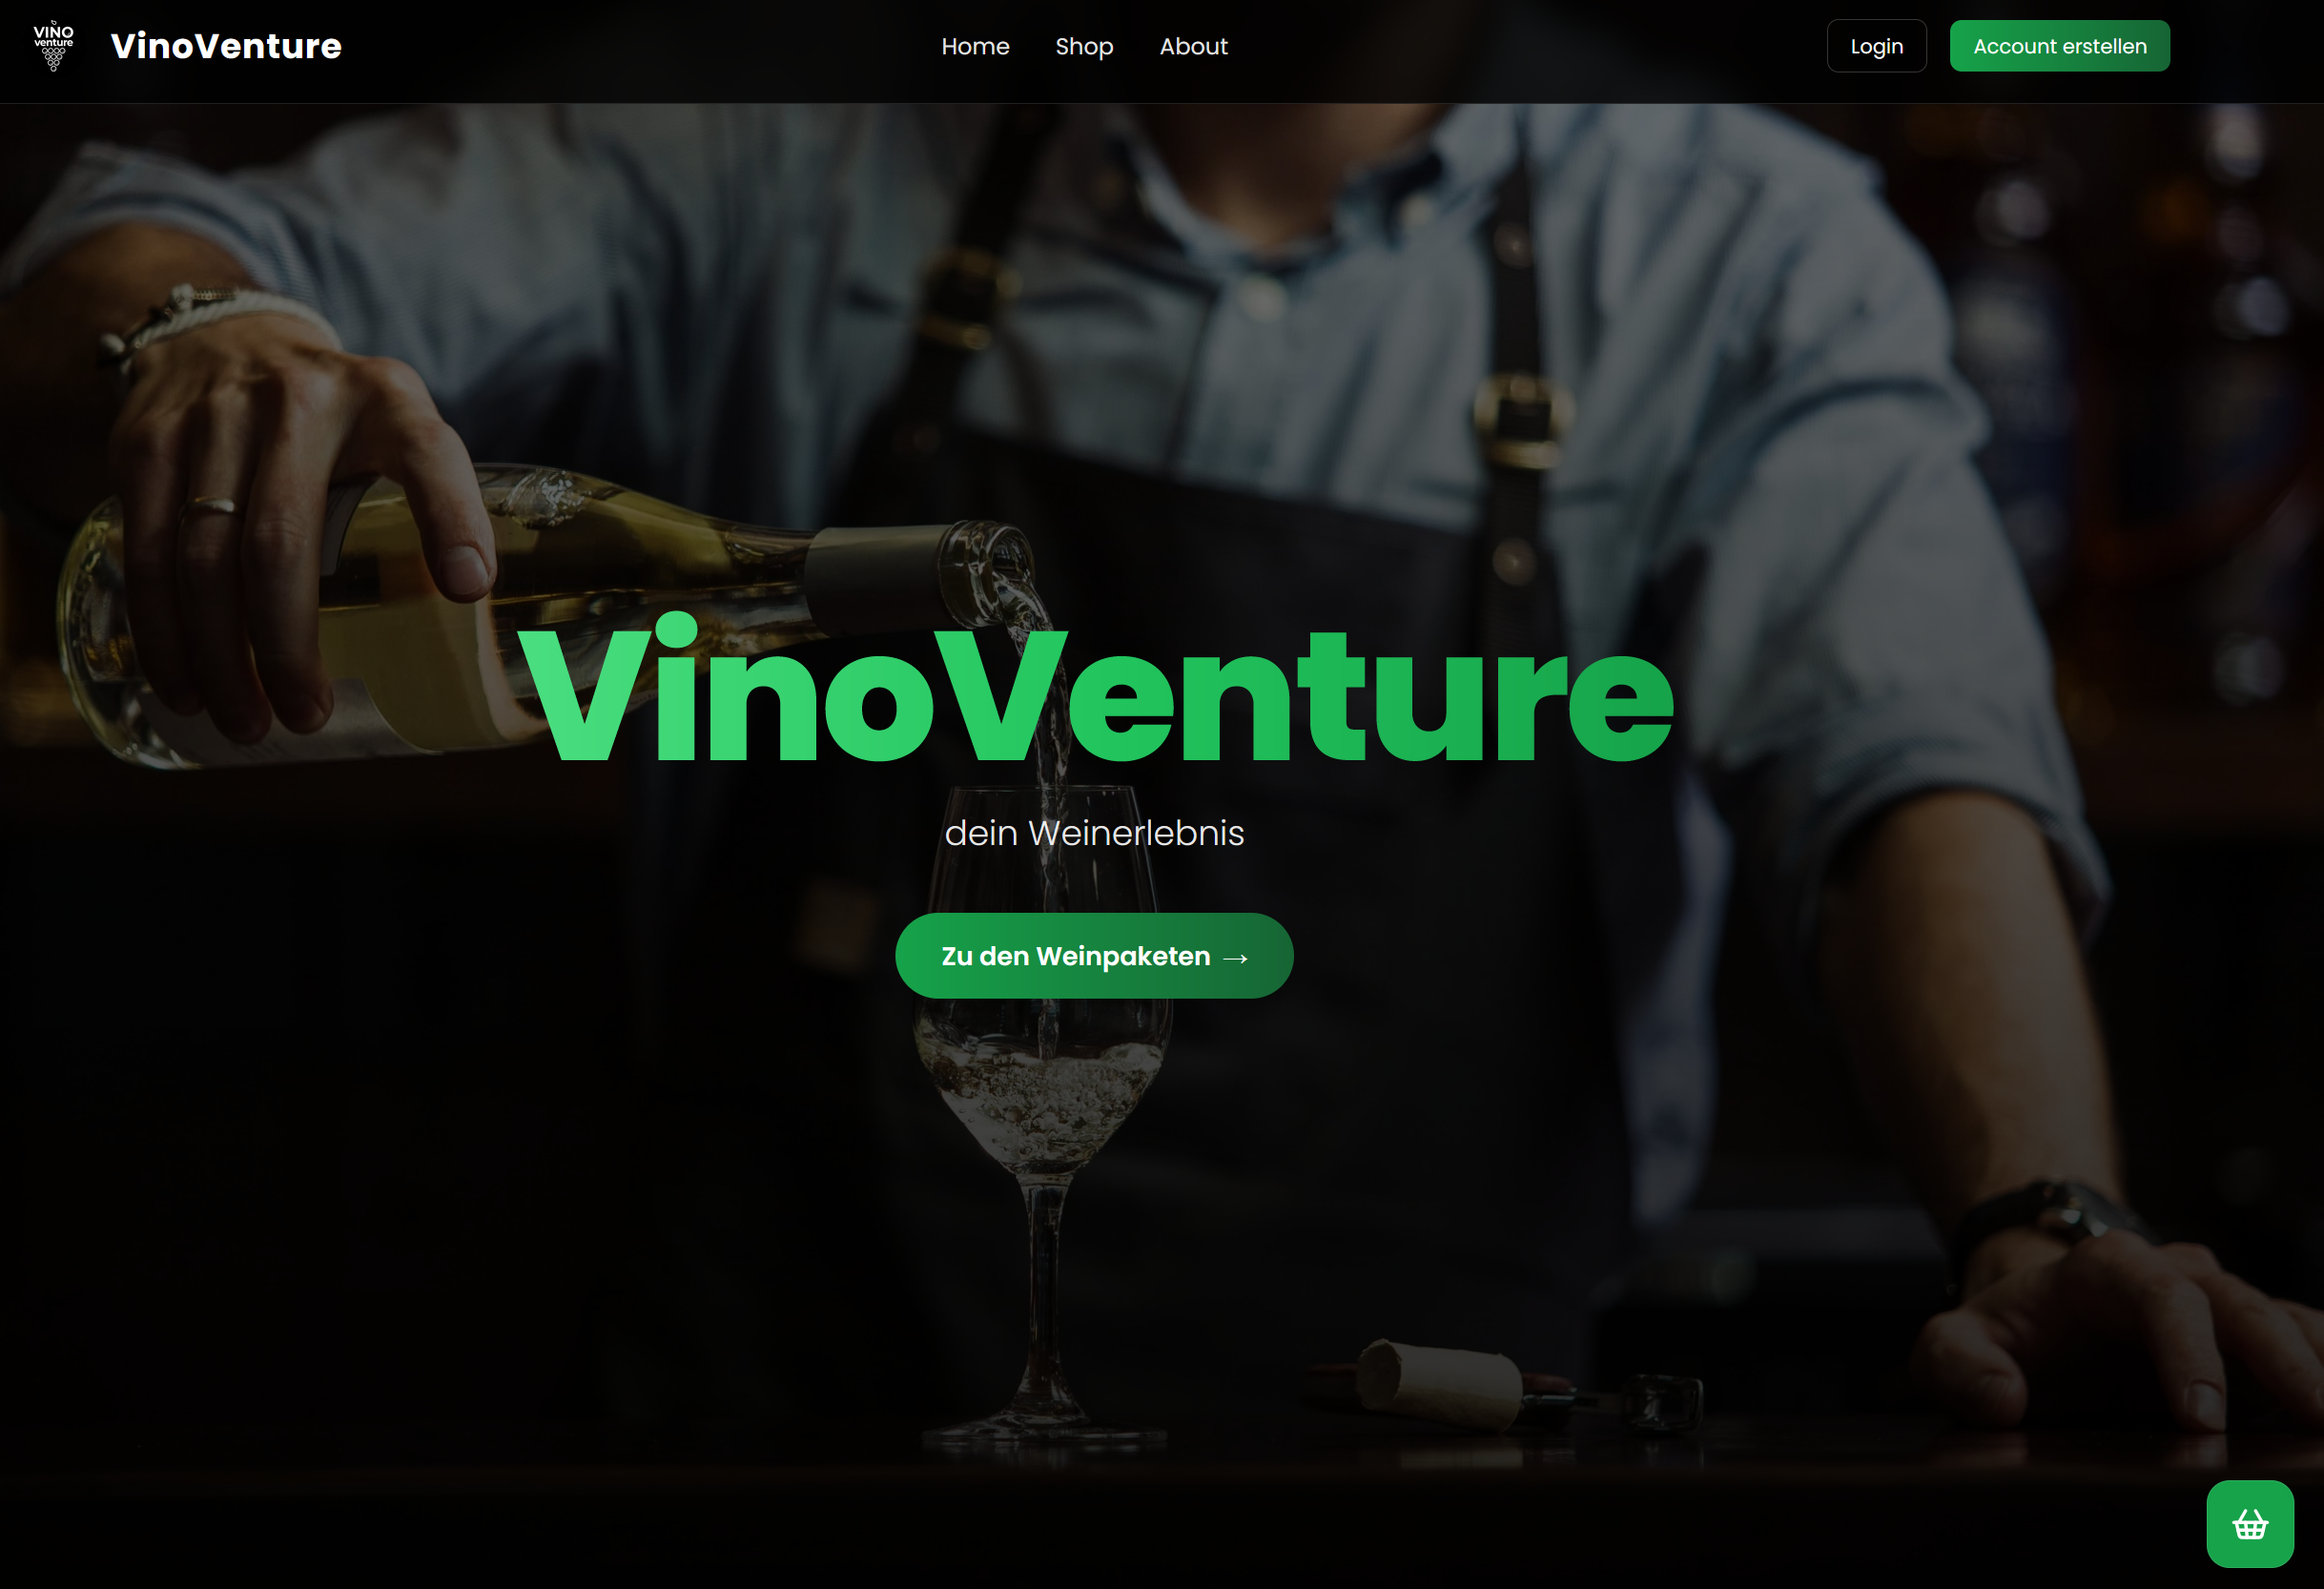 VINO
venture
VinoVenture
Home
Shop
About
Login
Account erstellen
VinoVenture
dein Weinerlebnis
Zu den Weinpaketen →